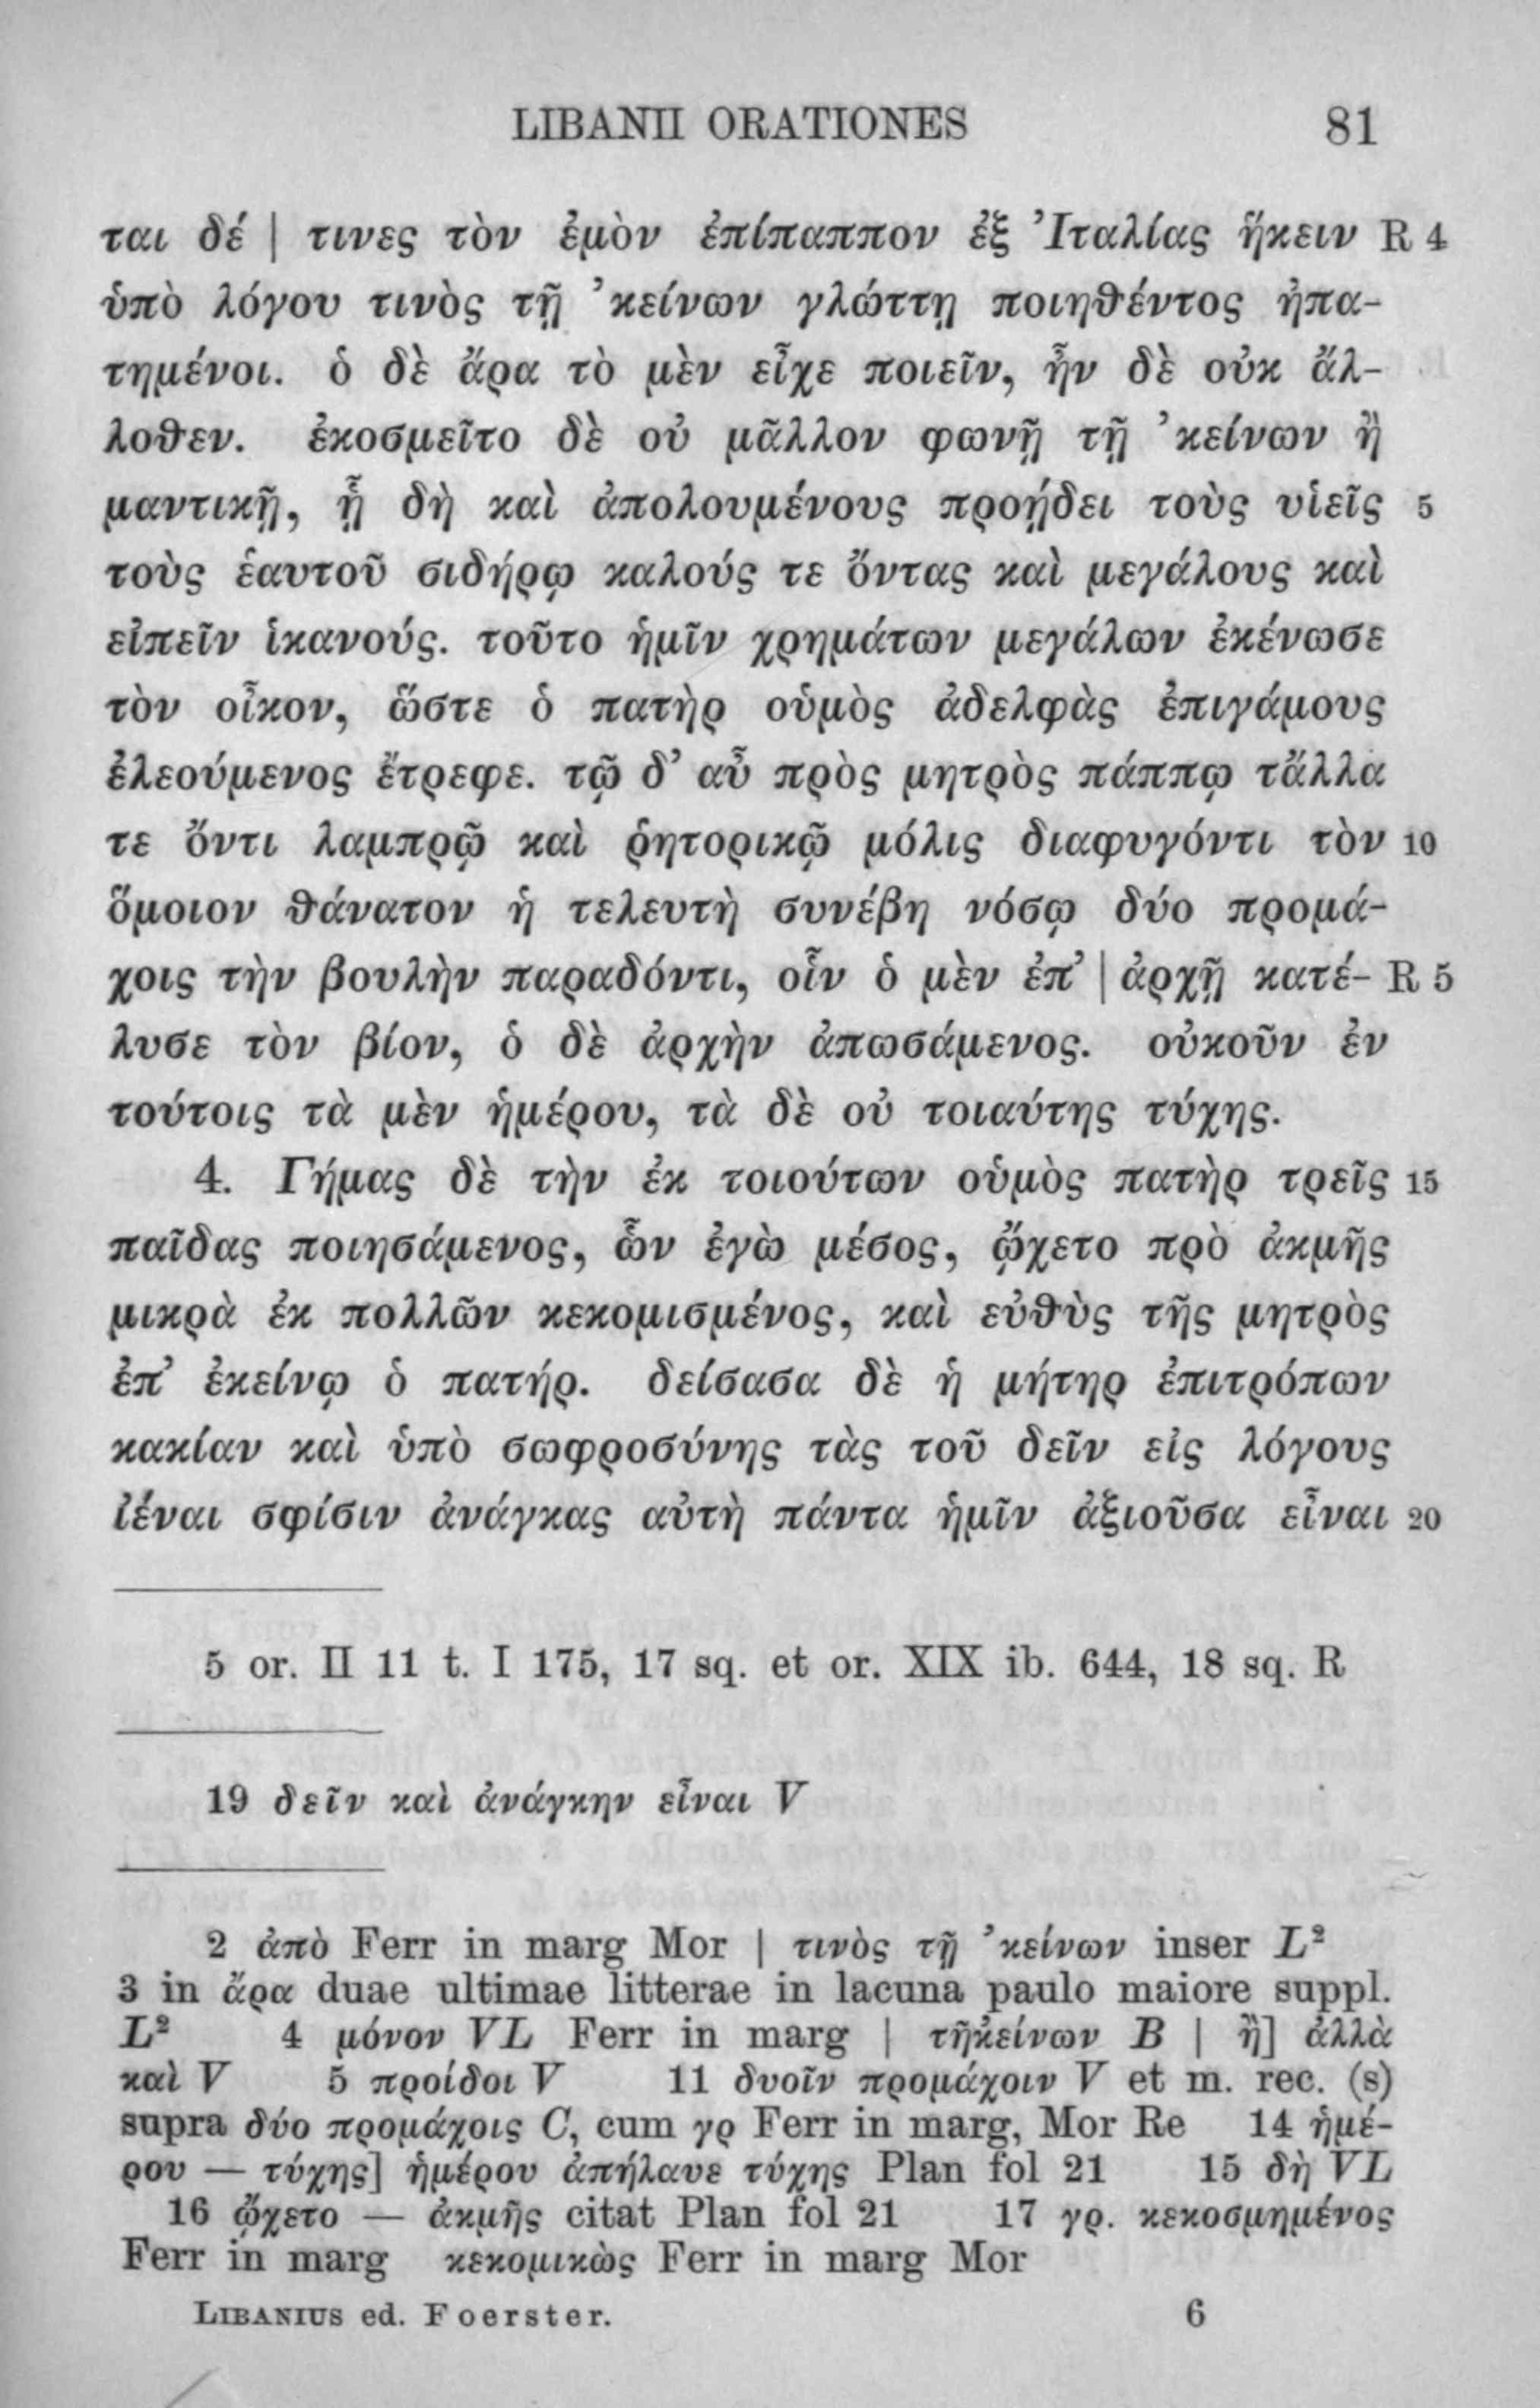 LIBANII ORATIONES 81
ται δέ | τινες τὸν ἐμὸν ἐπίπαππον ἐξ Ἰταλίας ἥκειν R 4
ὑπὸ λόγου τινὸς τῇ ’κείνων γλώττῃ ποιηθέντος ἠπα-
τημένοι. ὁ δὲ ἄρα τὸ μὲν εἶχε ποιεῖν, ἦν δὲ οὐκ ἄλ-
λοθεν. ἐκοσμεῖτο δὲ οὐ μᾶλλον φωνῇ τῇ ’κείνων ἢ
μαντικῇ, ᾗ δὴ καὶ ἀπολουμένους προῄδει τοὺς υἱεῖς 5
τοὺς ἑαυτοῦ σιδήρῳ καλούς τε ὄντας καὶ μεγάλους καὶ
εἰπεῖν ἱκανούς. τοῦτο ἡμῖν χρημάτων μεγάλων ἐκένωσε
τὸν οἶκον, ὥστε ὁ πατὴρ οὑμὸς ἀδελφὰς ἐπιγάμους
ἐλεούμενος ἔτρεφε. τῷ δ’ αὖ πρὸς μητρὸς πάππῳ τἄλλα
τε ὄντι λαμπρῷ καὶ ῥητορικῷ μόλις διαφυγόντι τὸν 10
ὅμοιον θάνατον ἡ τελευτὴ συνέβη νόσῳ δύο προμά-
χοις τὴν βουλὴν παραδόντι, οἷν ὁ μὲν ἐπ’ | ἀρχῇ κατέ- R 5
λυσε τὸν βίον, ὁ δὲ ἀρχὴν ἀπωσάμενος. οὐκοῦν ἐν
τούτοις τὰ μὲν ἡμέρου, τὰ δὲ οὐ τοιαύτης τύχης.
4. Γήμας δὲ τὴν ἐκ τοιούτων οὑμὸς πατὴρ τρεῖς 15
παῖδας ποιησάμενος, ὧν ἐγὼ μέσος, ᾤχετο πρὸ ἀκμῆς
μικρὰ ἐκ πολλῶν κεκομισμένος, καὶ εὐθὺς τῆς μητρὸς
ἐπ’ ἐκείνῳ ὁ πατήρ. δείσασα δὲ ἡ μήτηρ ἐπιτρόπων
κακίαν καὶ ὑπὸ σωφροσύνης τὰς τοῦ δεῖν εἰς λόγους
ἰέναι σφίσιν ἀνάγκας αὐτὴ πάντα ἡμῖν ἀξιοῦσα εἶναι 20
5 or. II 11 t. I 175, 17 sq. et or. XIX ib. 644, 18 sq. R
19 δεῖν καὶ ἀνάγκην εἶναι V
2 ἀπὸ Ferr in marg Mor | τινὸς τῇ ’κείνων inser L²
3 in ἄρα duae ultimae litterae in lacuna paulo maiore suppl.
L² 4 μόνον VL Ferr in marg | τῆκείνων B | ἢ] ἀλλὰ
καὶ V 5 προίδοι V 11 δυοῖν προμάχοιν V et m. rec. (s)
supra δύο προμάχοις C, cum γρ Ferr in marg, Mor Re 14 ἡμέ-
ρου — τύχης] ἡμέρου ἀπήλαυε τύχης Plan fol 21 15 δὴ VL
16 ᾤχετο — ἀκμῆς citat Plan fol 21 17 γρ. κεκοσμημένος
Ferr in marg κεκομικὼς Ferr in marg Mor
LIBANIUS ed. Foerster. 6